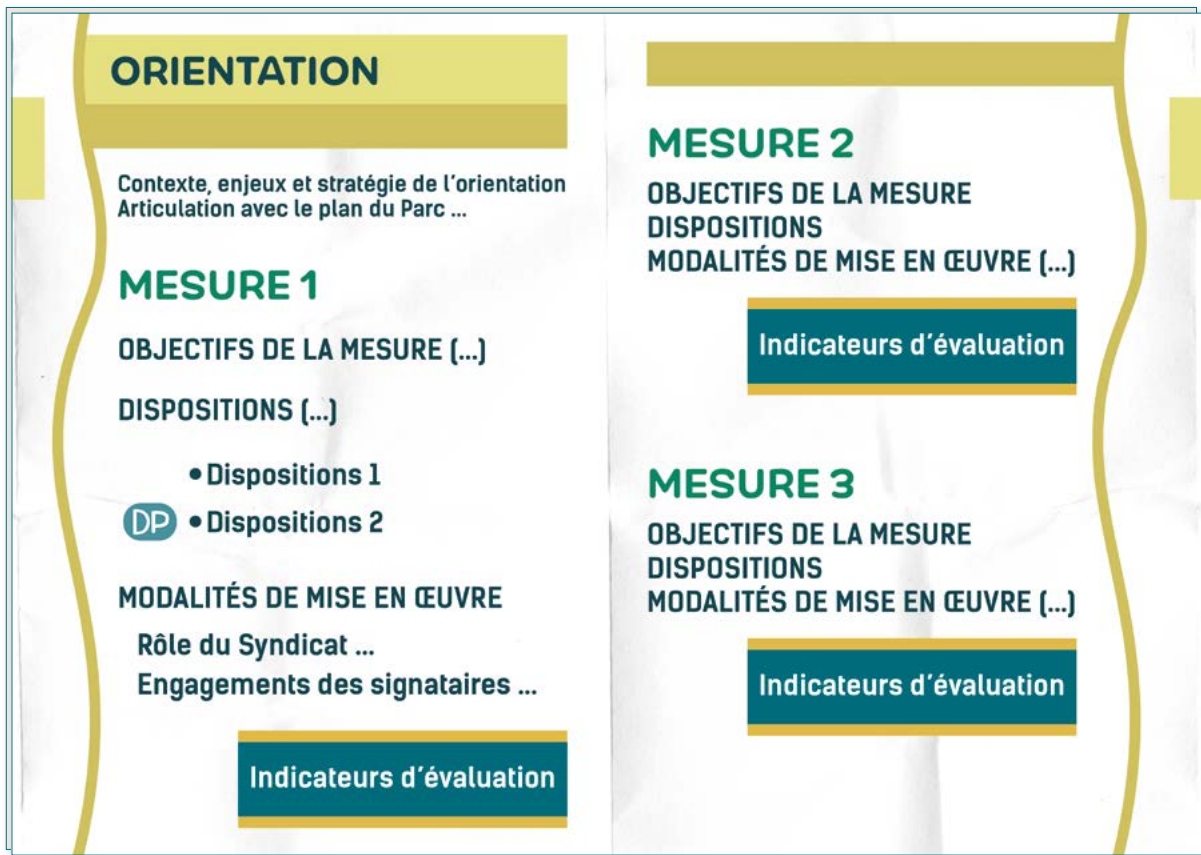 ORIENTATION
Contexte, enjeux et stratégie de l'orientation
Articulation avec le plan du Parc ...
MESURE 1
OBJECTIFS DE LA MESURE (...)
DISPOSITIONS (...)
• Dispositions 1
DP • Dispositions 2
MODALITÉS DE MISE EN ŒUVRE
Rôle du Syndicat ...
Engagements des signataires ...
Indicateurs d'évaluation
MESURE 2
OBJECTIFS DE LA MESURE
DISPOSITIONS
MODALITÉS DE MISE EN ŒUVRE (...)
Indicateurs d'évaluation
MESURE 3
OBJECTIFS DE LA MESURE
DISPOSITIONS
MODALITÉS DE MISE EN ŒUVRE (...)
Indicateurs d'évaluation